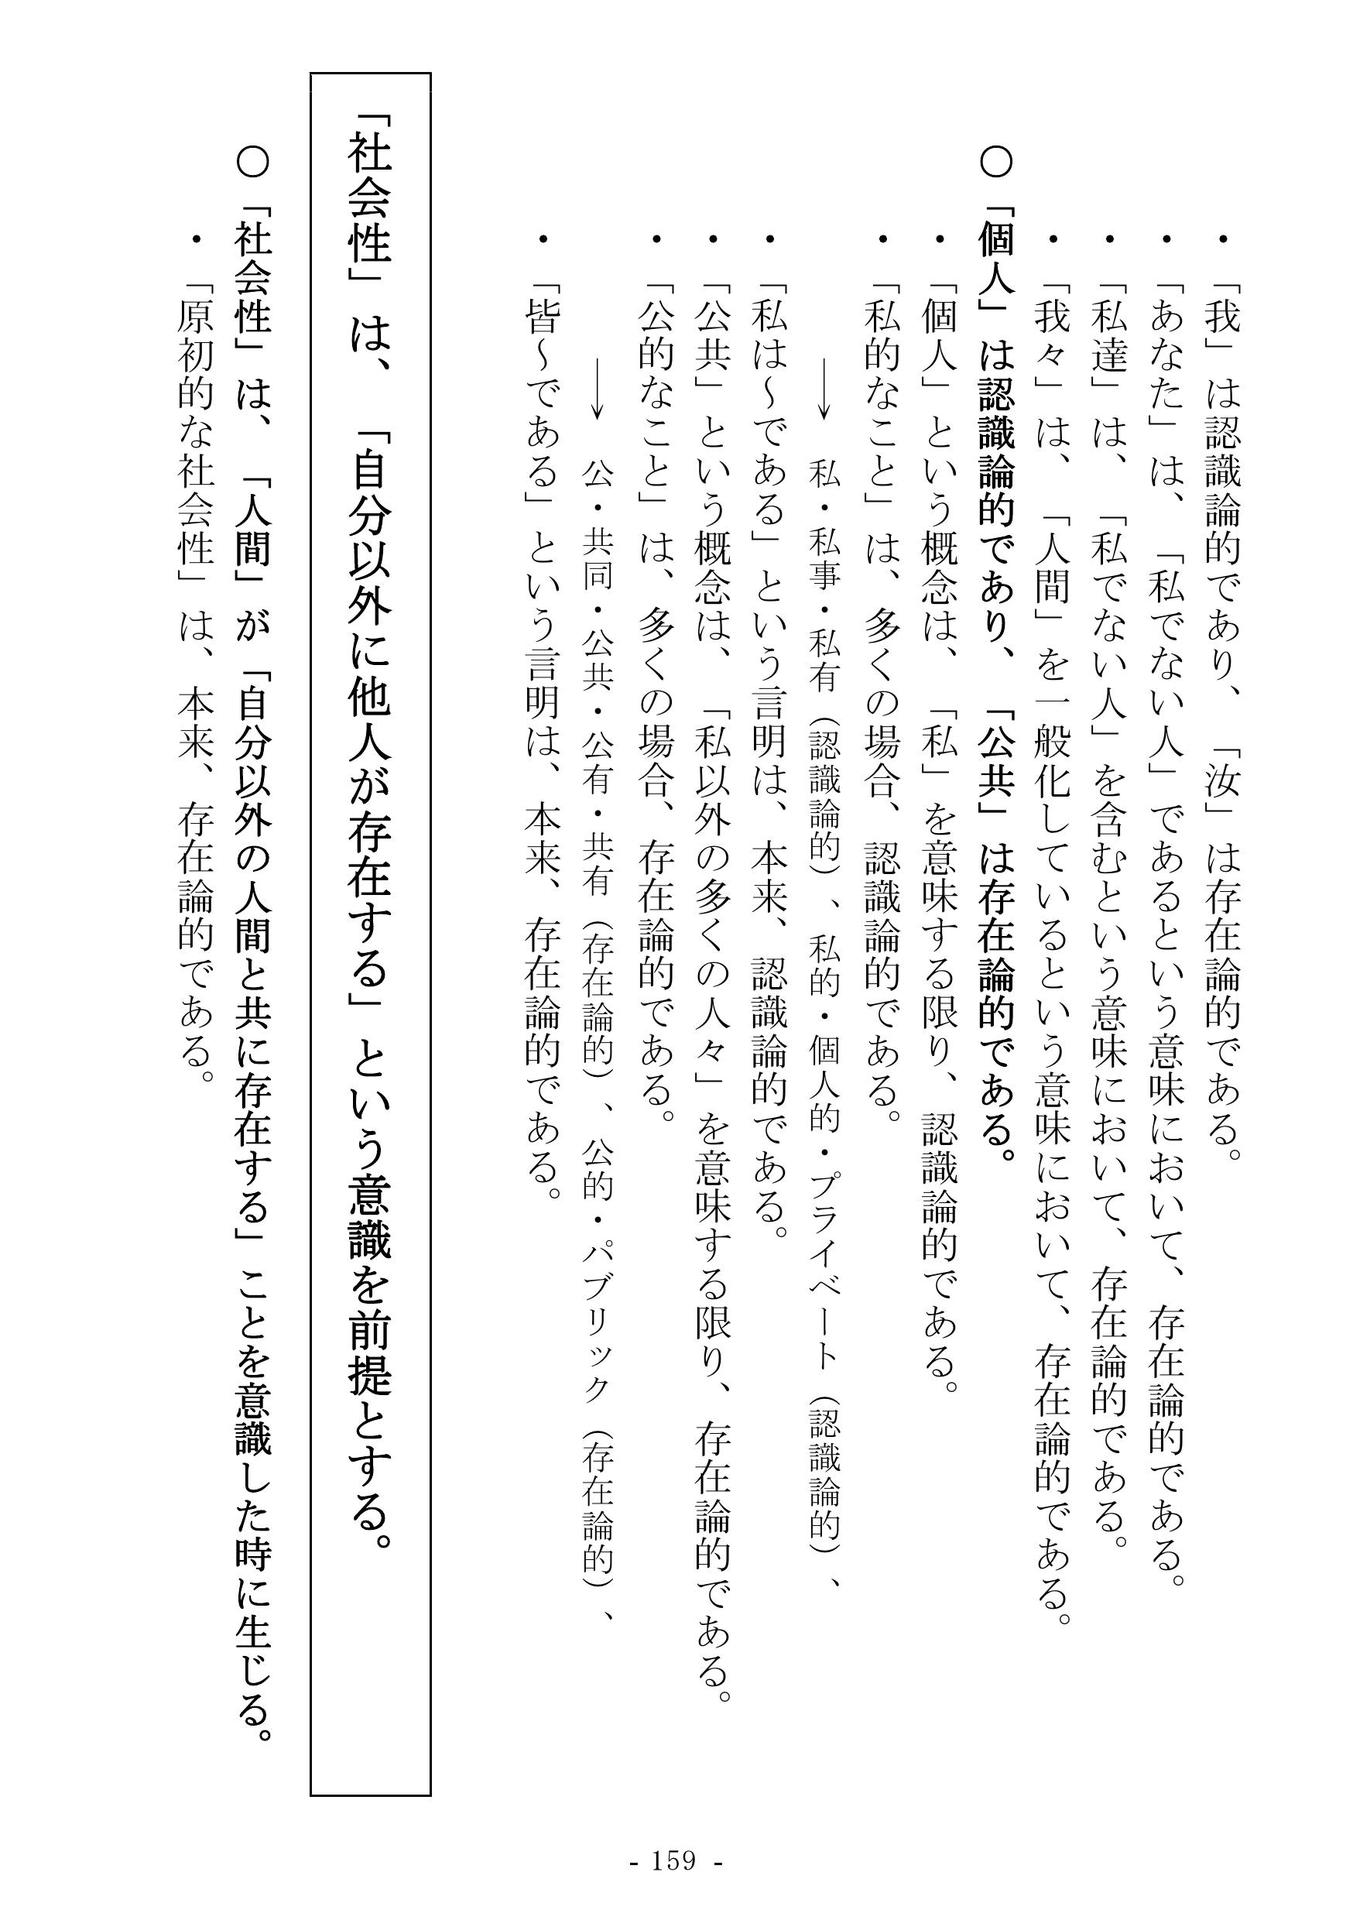 ・「我」は認識論的であり、「汝」は存在論的である。
・「あなた」は、「私でない人」であるという意味において、存在論的である。
・「私達」は、「私でない人」を含むという意味において、存在論的である。
・「我々」は、「人間」を一般化しているという意味において、存在論的である。
○「個人」は認識論的であり、「公共」は存在論的である。
・「個人」という概念は、「私」を意味する限り、認識論的である。
・「私的なこと」は、多くの場合、認識論的である。
→ 私・私事・私有（認識論的）、私的・個人的・プライベート（認識論的）、
・「私は～である」という言明は、本来、認識論的である。
・「公共」という概念は、「私以外の多くの人々」を意味する限り、存在論的である。
・「公的なこと」は、多くの場合、存在論的である。
→ 公・共同・公共・公有・共有（存在論的）、公的・パブリック（存在論的）、
・「皆～である」という言明は、本来、存在論的である。
「社会性」は、「自分以外に他人が存在する」という意識を前提とする。
○「社会性」は、「人間」が「自分以外の人間と共に存在する」ことを意識した時に生じる。
・「原初的な社会性」は、本来、存在論的である。
- 159 -